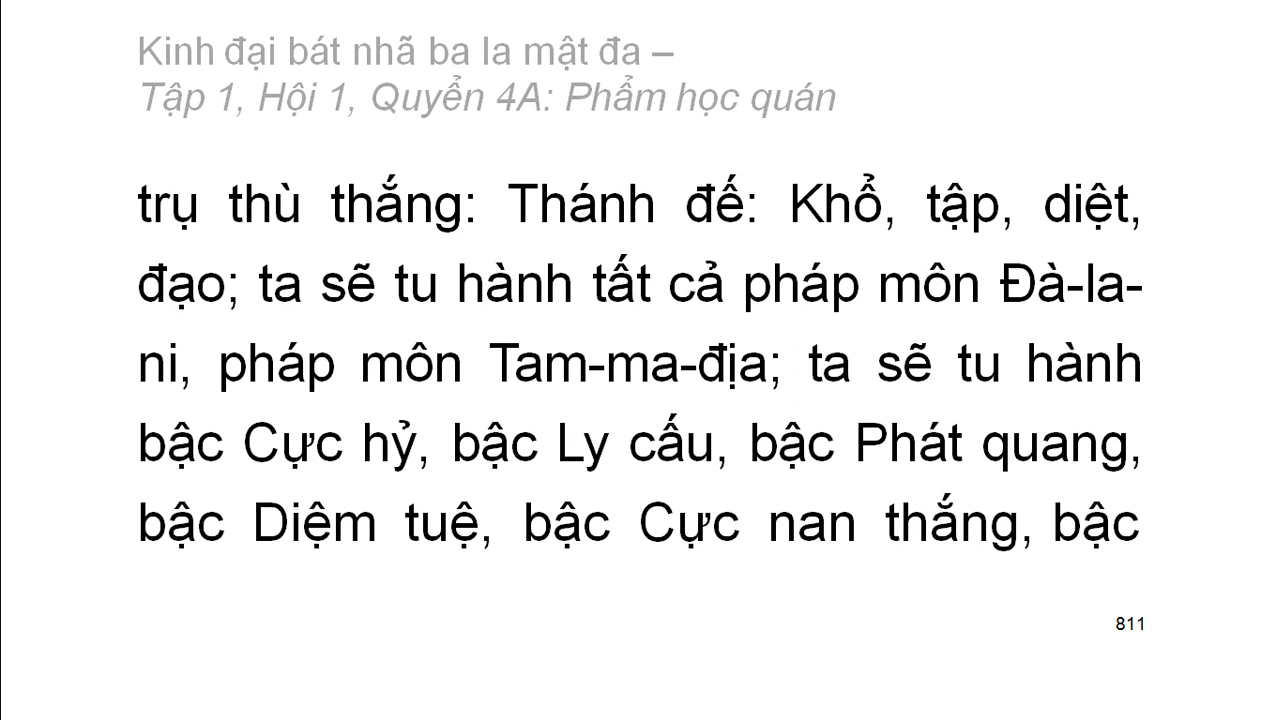 Kinh đại bát nhã ba la mật đa –
Tập 1, Hội 1, Quyển 4A: Phẩm học quán
trụ thù thắng: Thánh đế: Khổ, tập, diệt,
đạo; ta sẽ tu hành tất cả pháp môn Đà-la-
ni, pháp môn Tam-ma-địa; ta sẽ tu hành
bậc Cực hỷ, bậc Ly cấu, bậc Phát quang,
bậc Diệm tuệ, bậc Cực nan thắng, bậc
811